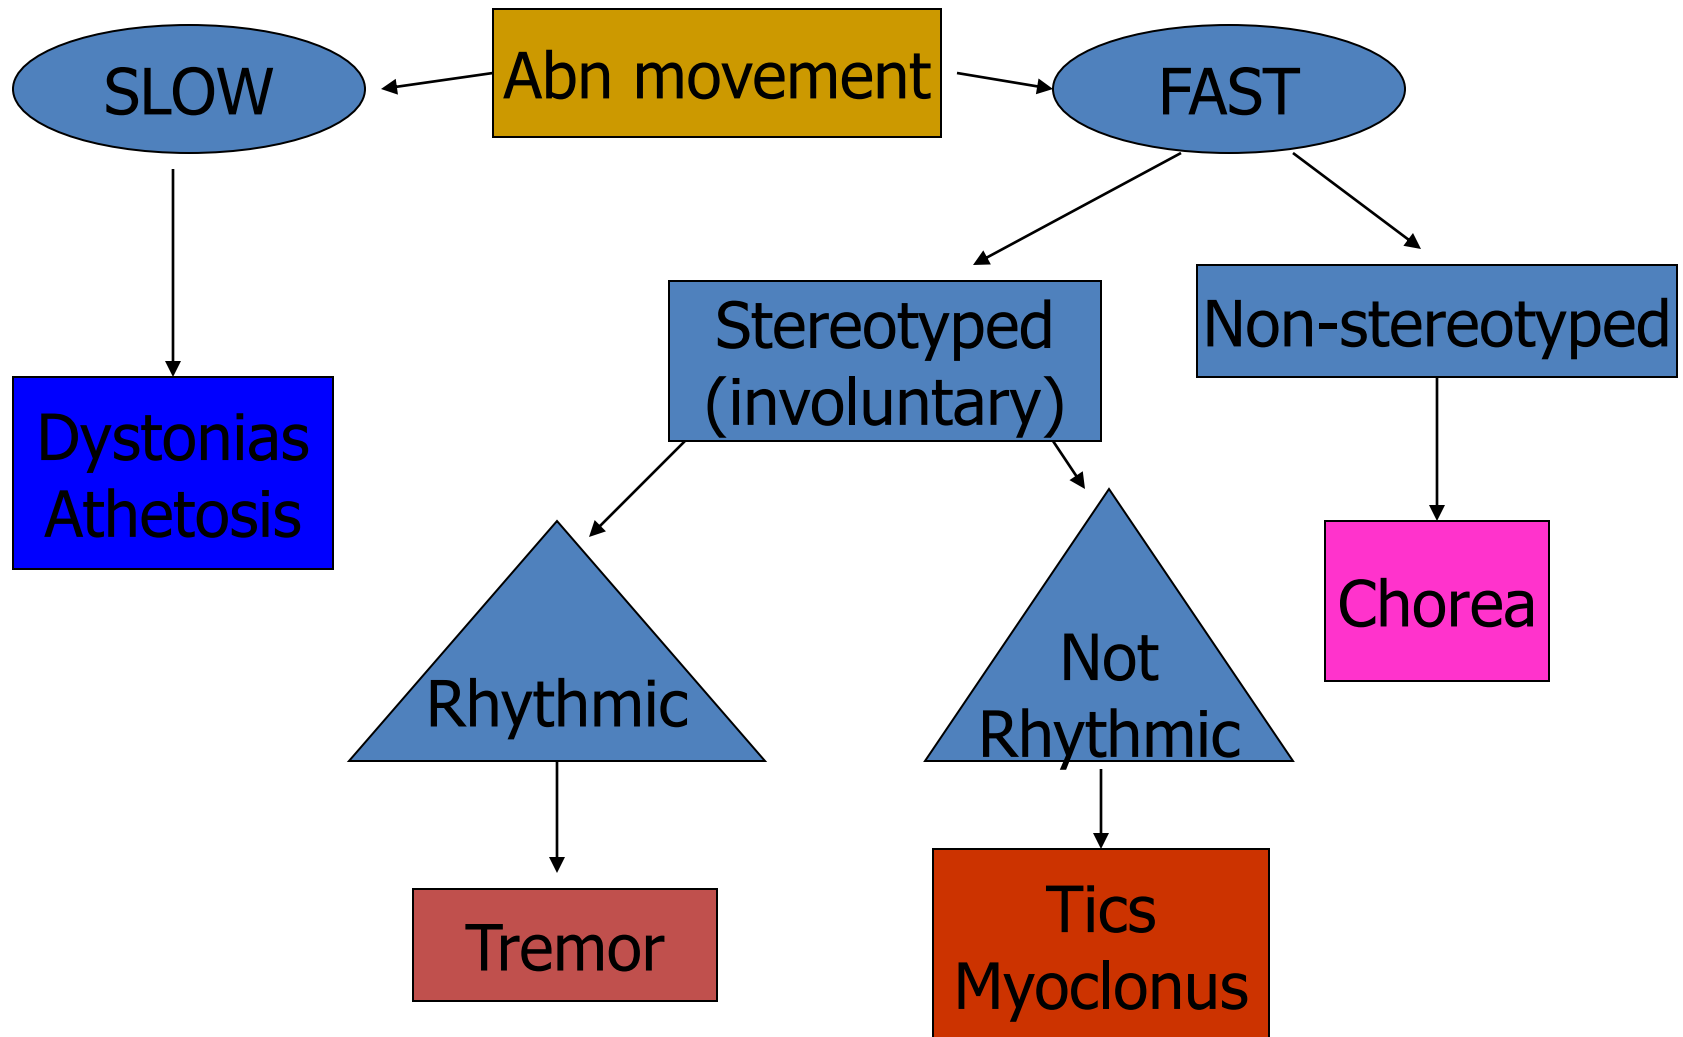 SLOW
Abn movement
FAST
Stereotyped
(involuntary)
Non-stereotyped
Dystonias
Athetosis
Rhythmic
Not
Rhythmic
Chorea
Tremor
Tics
Myoclonus